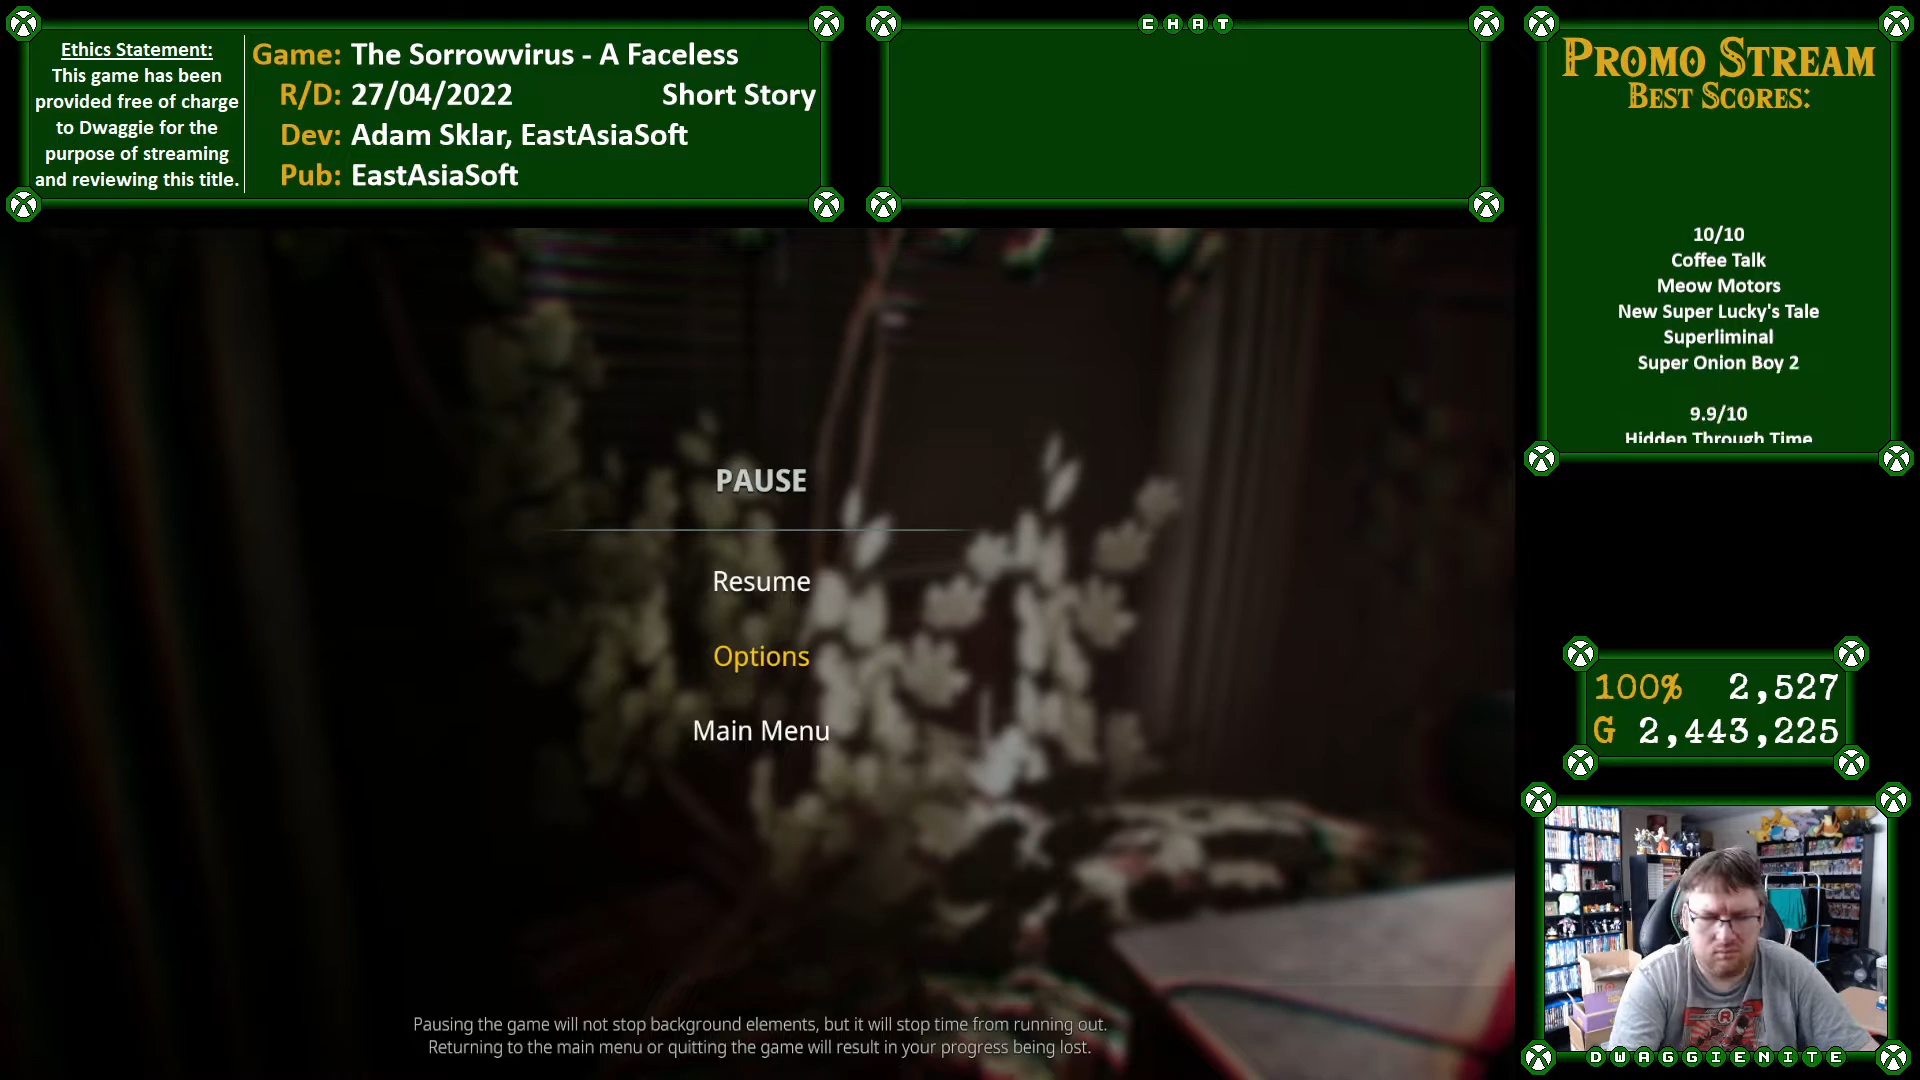 Ethics Statement:
This game has been
provided free of charge
to Dwaggie for the
purpose of streaming
and reviewing this title.
Game: The Sorrowvirus - A Faceless
R/D: 27/04/2022 Short Story
Dev: Adam Sklar, EastAsiaSoft
Pub: EastAsiaSoft
CHAT
PROMO STREAM
BEST SCORES:
10/10
Coffee Talk
Meow Motors
New Super Lucky's Tale
Superliminal
Super Onion Boy 2
9.9/10
Hidden Through Time
PAUSE
Resume
Options
Main Menu
Pausing the game will not stop background elements, but it will stop time from running out.
Returning to the main menu or quitting the game will result in your progress being lost.
100% 2,527
G 2,443,225
DWAGGIENITE